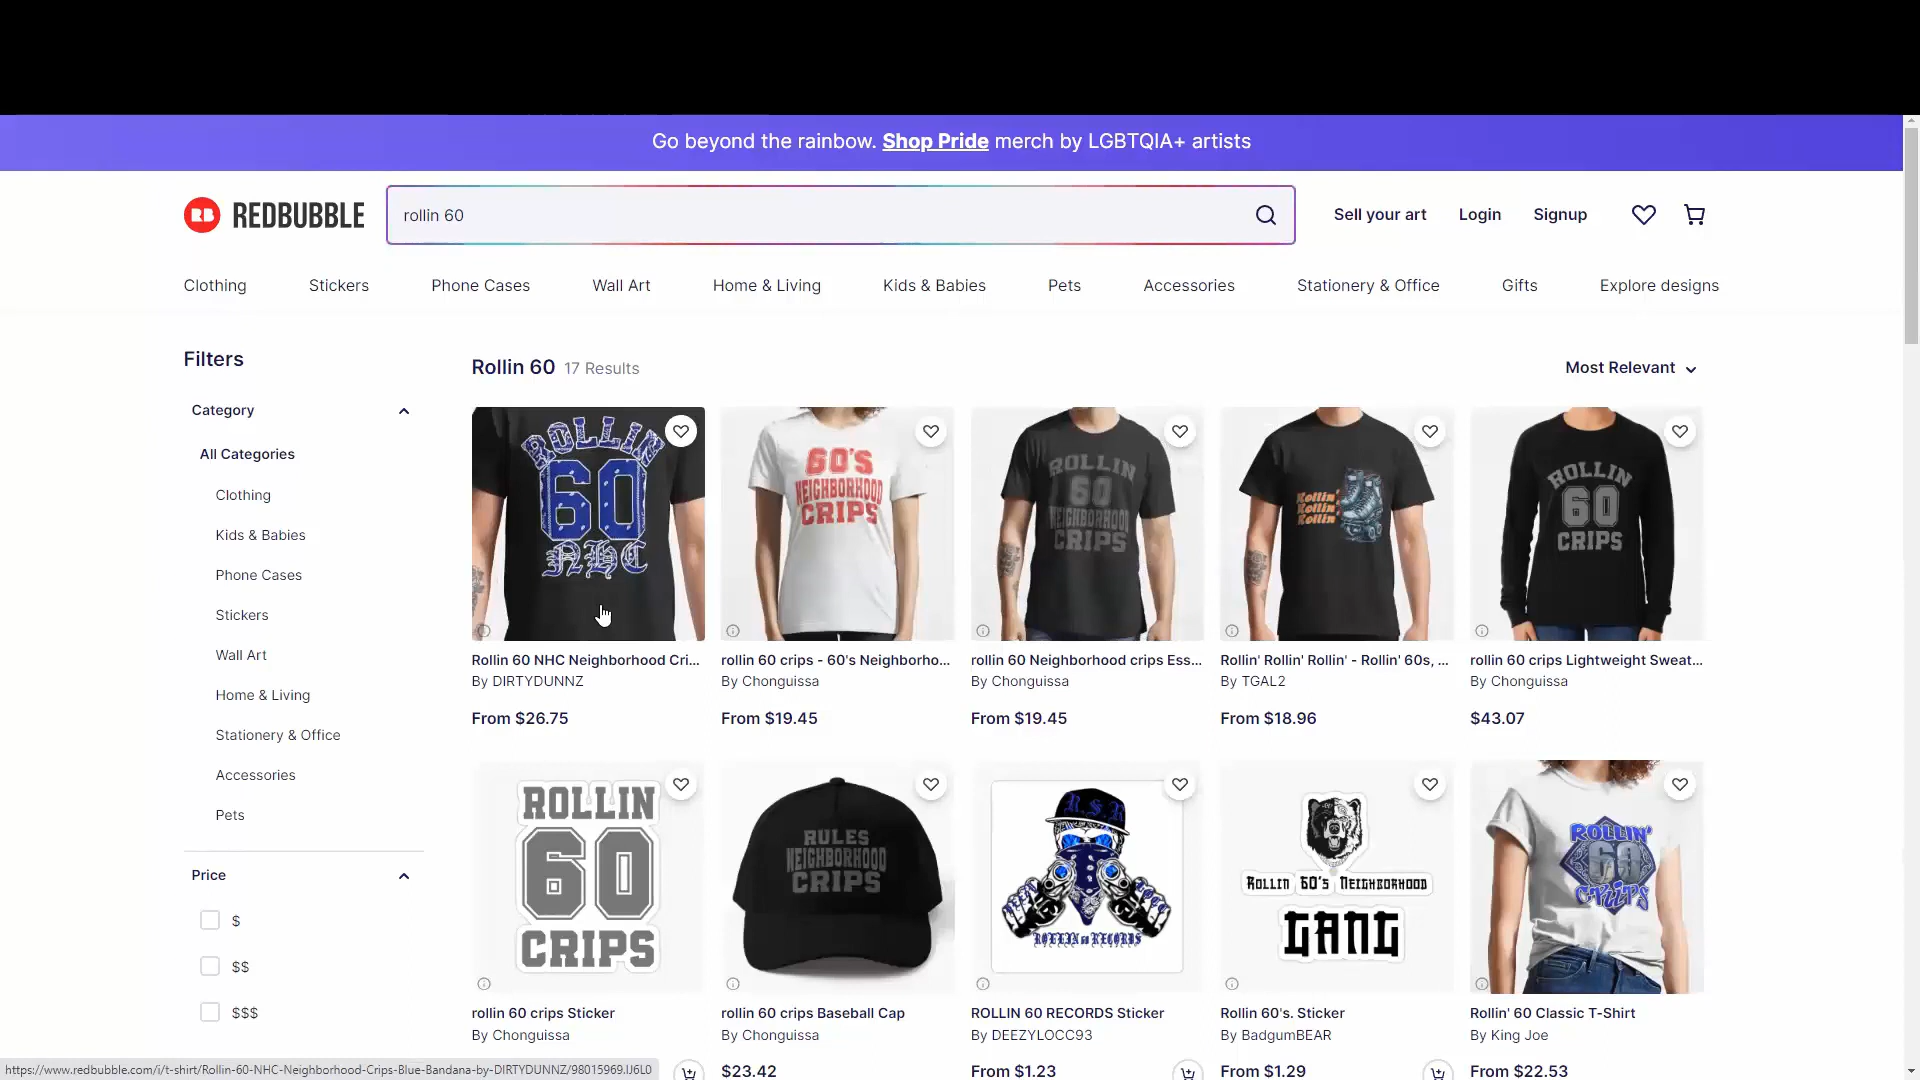 Go beyond the rainbow. Shop Pride merch by LGBTQIA+ artists
RB REDBUBBLE
rollin 60
Sell your art Login Signup
Clothing Stickers Phone Cases Wall Art Home & Living Kids & Babies Pets Accessories Stationery & Office Gifts Explore designs
Filters
Category
All Categories
Clothing
Kids & Babies
Phone Cases
Stickers
Wall Art
Home & Living
Stationery & Office
Accessories
Pets
Price
$
$$
$$$
Rollin 60 17 Results
Most Relevant
ROLLIN
60
NHC
60'S
NEIGHBORHOOD
CRIPS
ROLLIN
60
NEIGHBORHOOD
CRIPS
Rollin'
Rollin'
Rollin'
ROLLIN
60
CRIPS
Rollin 60 NHC Neighborhood Cri...
By DIRTYDUNNZ
From $26.75
rollin 60 crips - 60's Neighborho...
By Chonguissa
From $19.45
rollin 60 Neighborhood crips Ess...
By Chonguissa
From $19.45
Rollin' Rollin' Rollin' - Rollin' 60s, ...
By TGAL2
From $18.96
rollin 60 crips Lightweight Sweat...
By Chonguissa
$43.07
ROLLIN
60
CRIPS
RULES
NEIGHBORHOOD
CRIPS
R.S.R
DEEZY LOCC
ROLLIN 60 RECORDS
ROLLIN 60'S NEIGHBORHOOD
GANG
ROLLIN'
60
CRIPS
rollin 60 crips Sticker
By Chonguissa
rollin 60 crips Baseball Cap
By Chonguissa
$23.42
ROLLIN 60 RECORDS Sticker
By DEEZYLOCC93
From $1.23
Rollin 60's. Sticker
By BadgumBEAR
From $1.29
Rollin' 60 Classic T-Shirt
By King Joe
From $22.53
https://www.redbubble.com/i/t-shirt/Rollin-60-NHC-Neighborhood-Crips-Blue-Bandana-by-DIRTYDUNNZ/98015969.IJ6L0